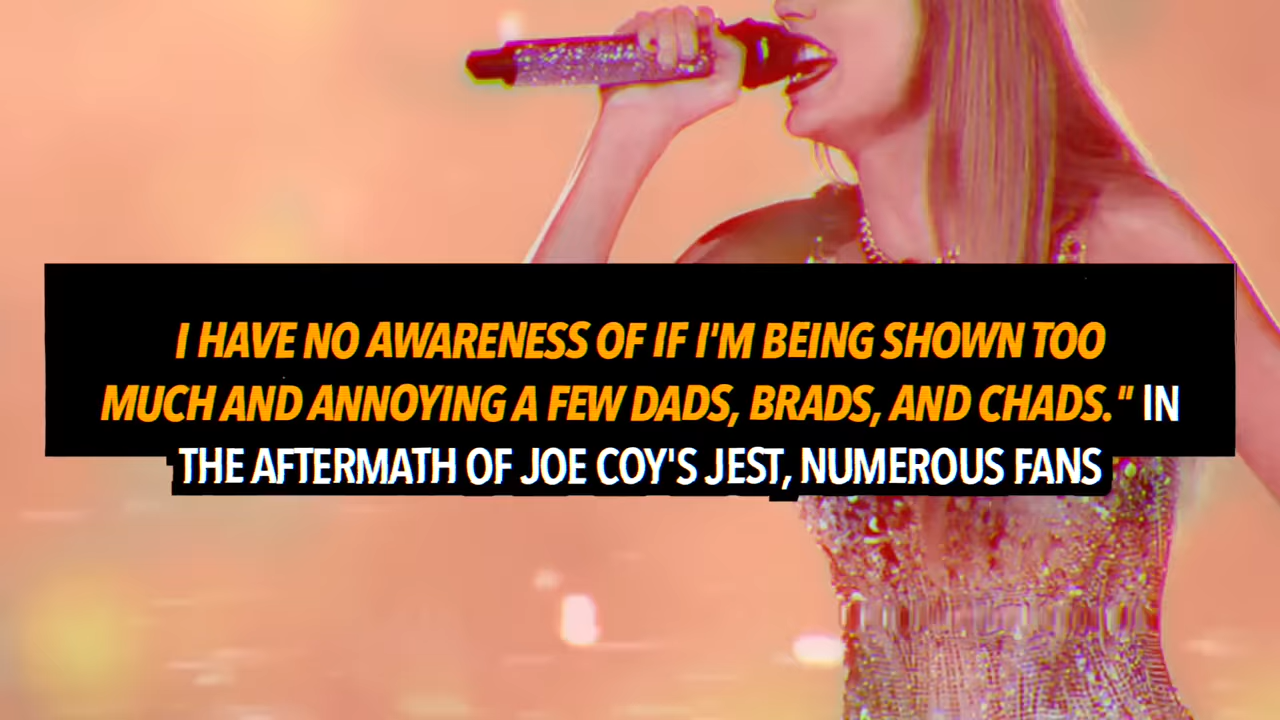 I HAVE NO AWARENESS OF IF I'M BEING SHOWN TOO
MUCH AND ANNOYING A FEW DADS, BRADS, AND CHADS." IN
THE AFTERMATH OF JOE COY'S JEST, NUMEROUS FANS